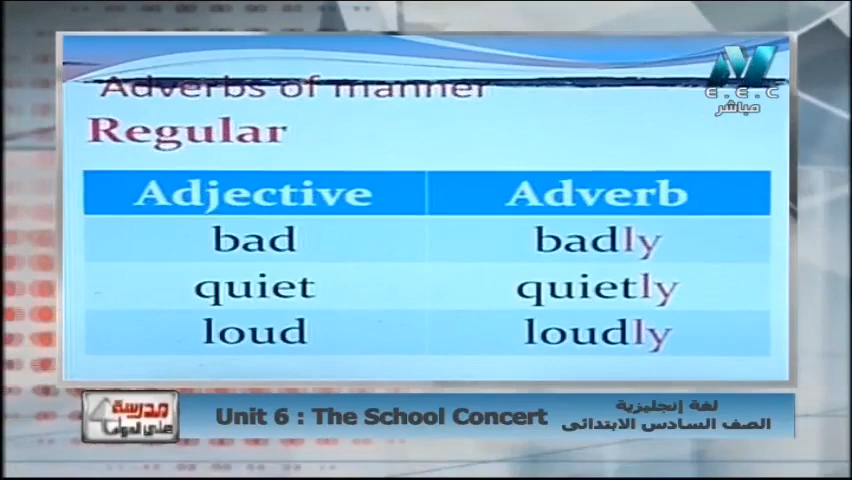 Adverbs of manner
E . E . C
مباشر
Regular
Adjective Adverb
bad badly
quiet quietly
loud loudly
مدرسة على الهواء
Unit 6 : The School Concert
لغة إنجليزية
الصف السادس الابتدائى